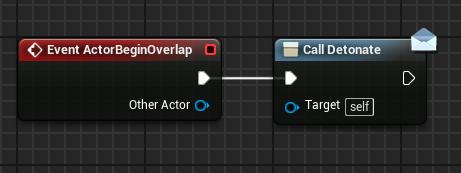 Event ActorBeginOverlap
Call Detonate
Other Actor
Target self